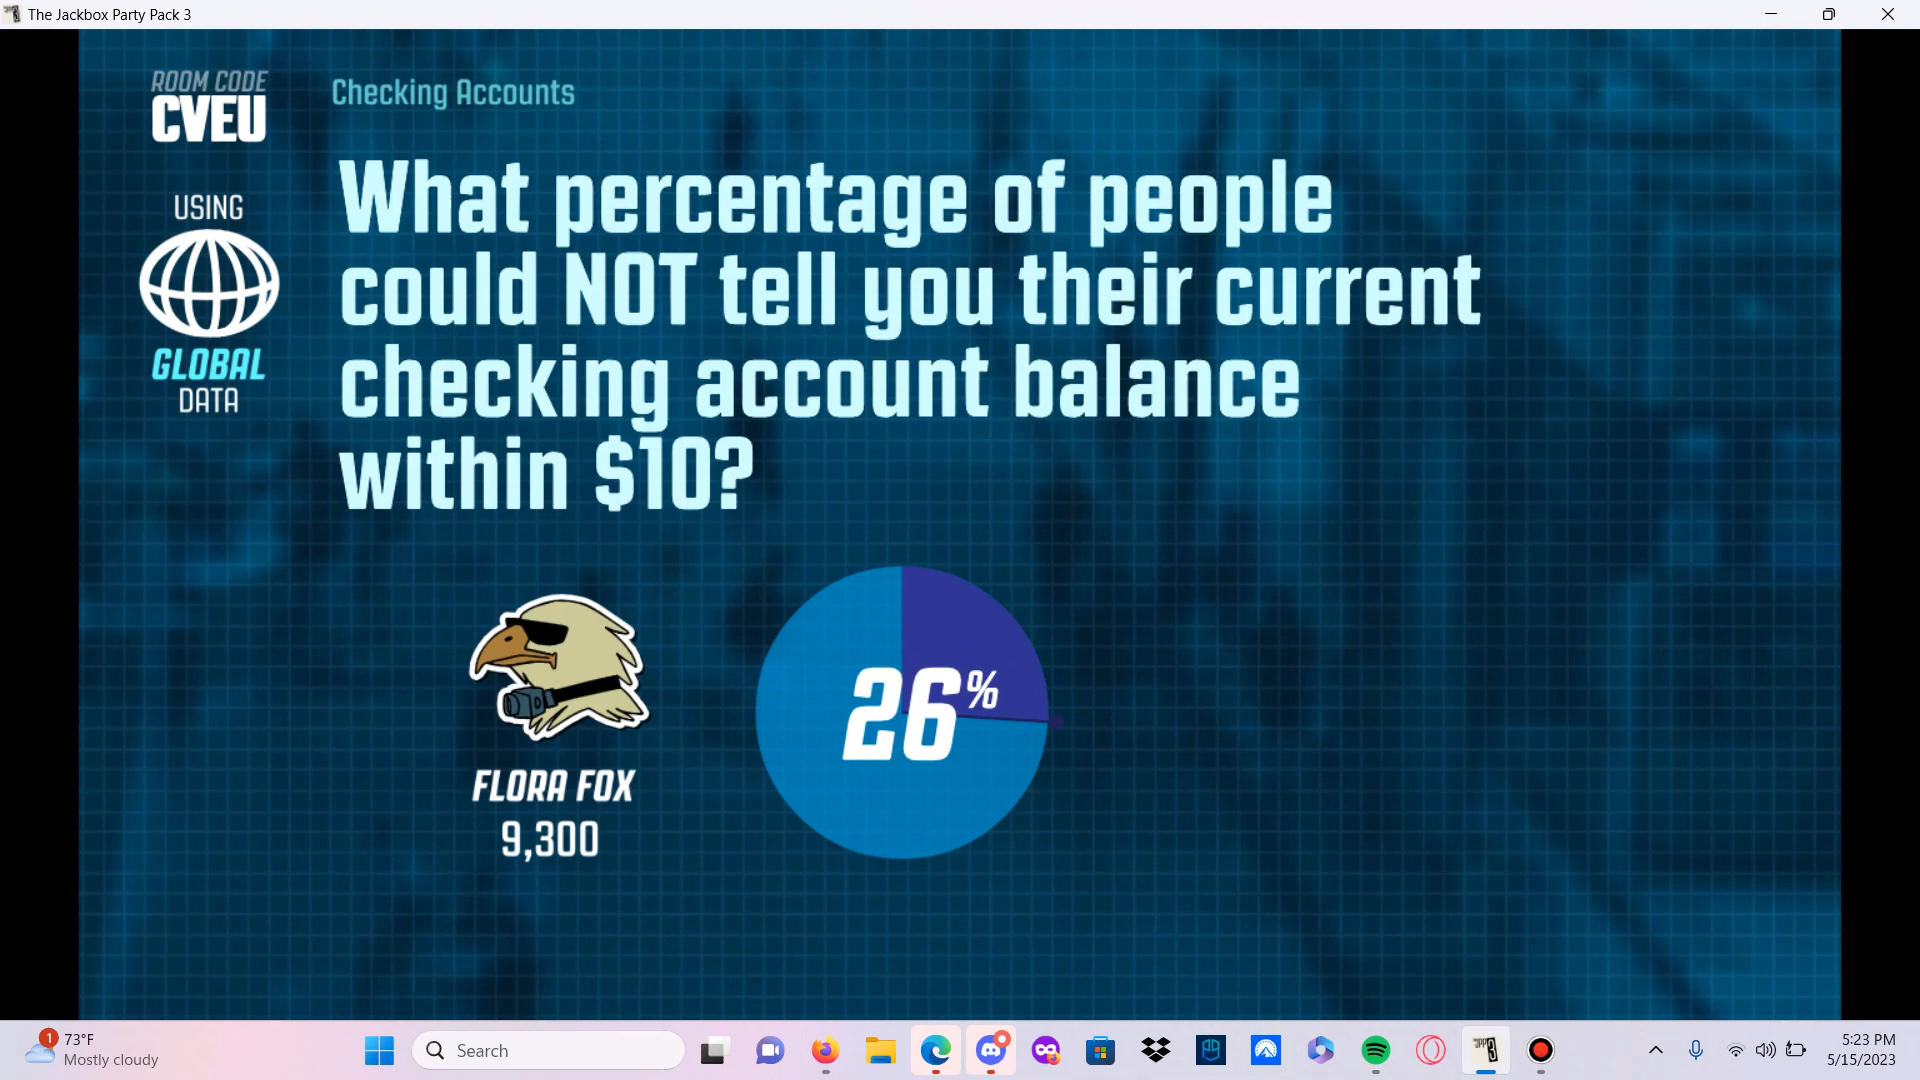 The Jackbox Party Pack 3
ROOM CODE
CVEU
Checking Accounts
USING
GLOBAL
DATA
What percentage of people
could NOT tell you their current
checking account balance
within $10?
26%
FLORA FOX
9,300
1
73°F
Mostly cloudy
Search
JPP3
5:23 PM
5/15/2023